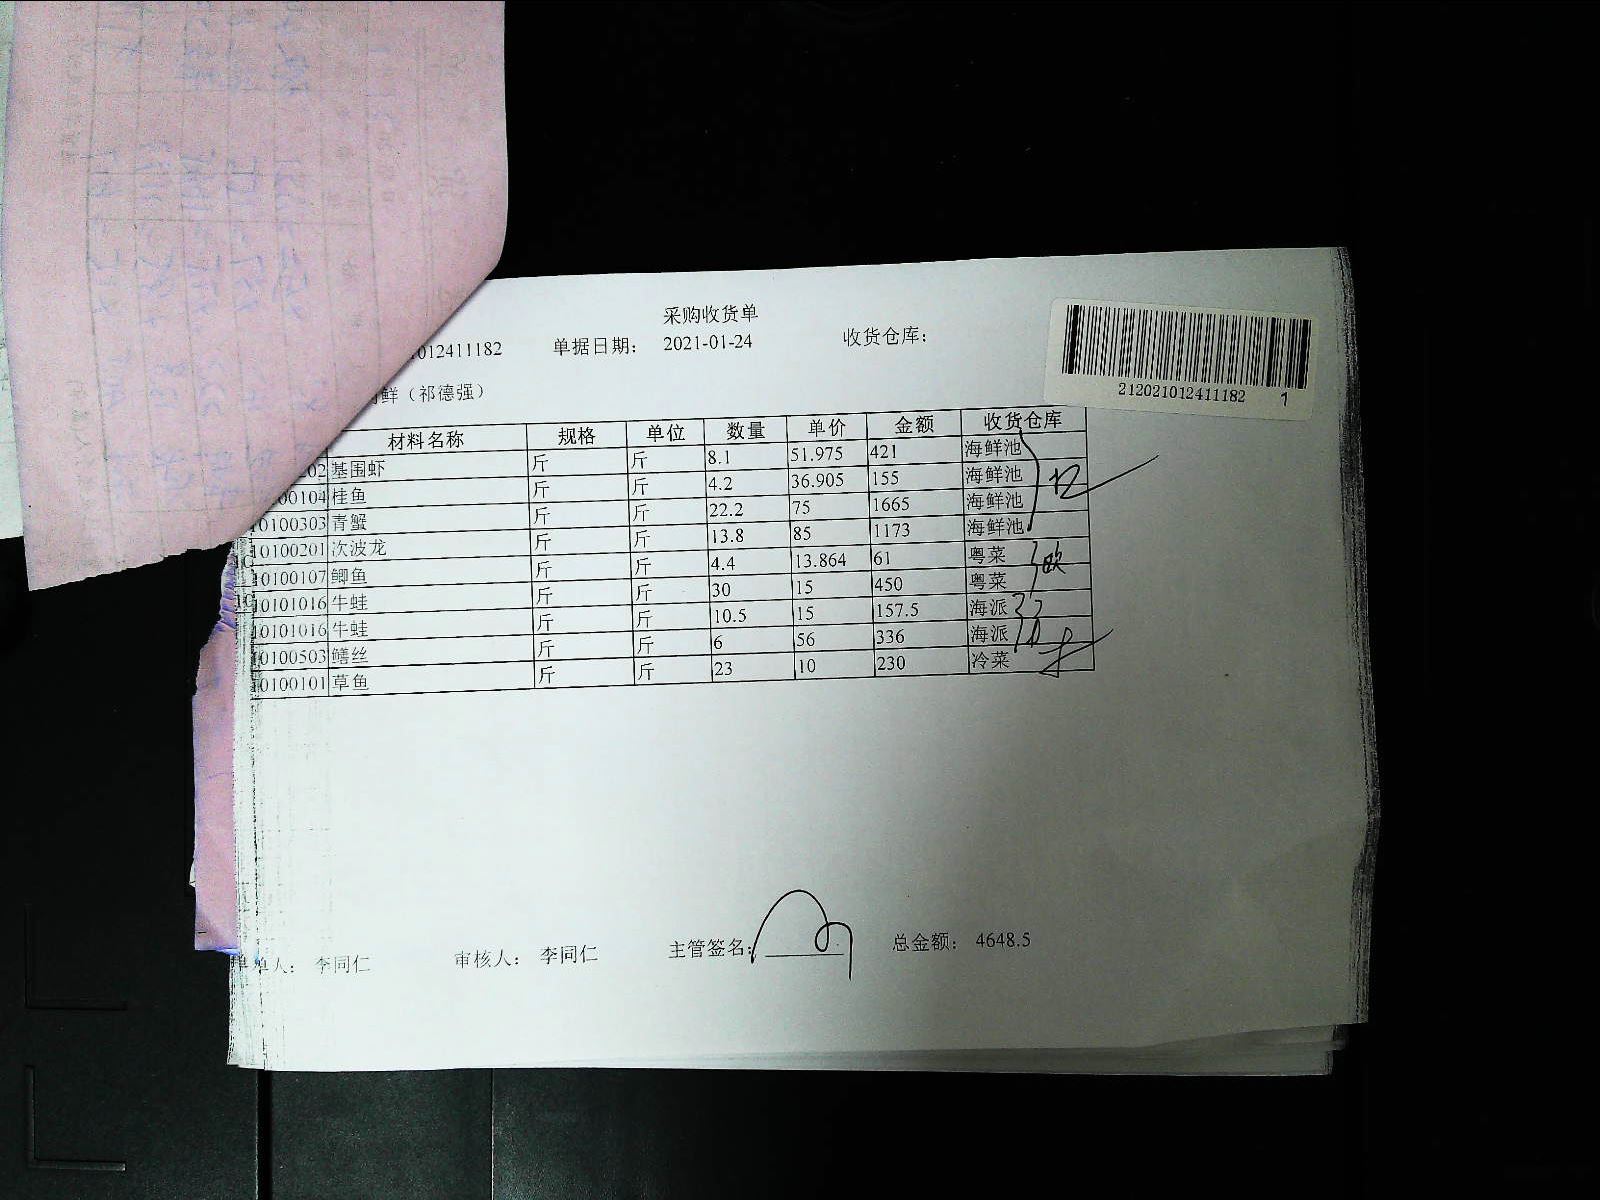 采购收货单
012411182 单据日期： 2021-01-24 收货仓库：
212021012411182 1
鲜（祁德强）
材料名称 规格 单位 数量 单价 金额 收货仓库
202 基围虾 斤 斤 8.1 51.975 421 海鲜池
00104 桂鱼 斤 斤 4.2 36.905 155 海鲜池
10100303 青蟹 斤 斤 22.2 75 1665 海鲜池
10100201 次波龙 斤 斤 13.8 85 1173 海鲜池
10100107 鲫鱼 斤 斤 4.4 13.864 61 粤菜
10101016 牛蛙 斤 斤 30 15 450 粤菜
10101016 牛蛙 斤 斤 10.5 15 157.5 海派
10100503 鳝丝 斤 斤 6 56 336 海派
10100101 草鱼 斤 斤 23 10 230 冷菜
单人： 李同仁 审核人： 李同仁 主管签名： 总金额： 4648.5